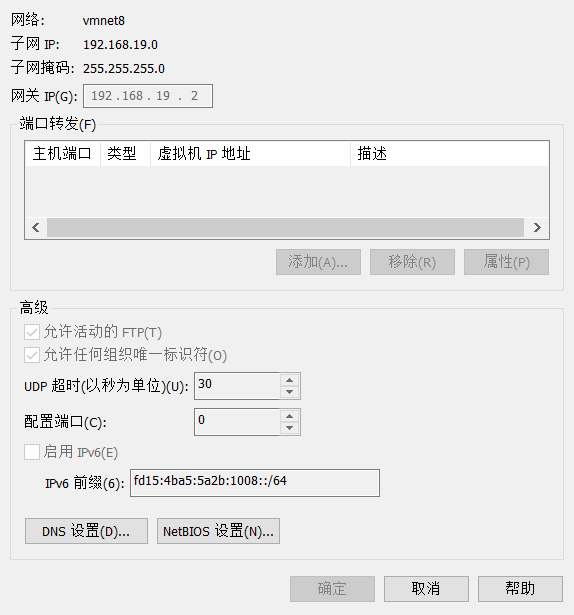 网络: vmnet8
子网 IP: 192.168.19.0
子网掩码: 255.255.255.0
网关 IP(G): 192 . 168 . 19 . 2
端口转发(F)
主机端口 类型 虚拟机 IP 地址 描述
添加(A)... 移除(R) 属性(P)
高级
允许活动的 FTP(T)
允许任何组织唯一标识符(O)
UDP 超时(以秒为单位)(U): 30
配置端口(C): 0
启用 IPv6(E)
IPv6 前缀(6): fd15:4ba5:5a2b:1008::/64
DNS 设置(D)... NetBIOS 设置(N)...
确定 取消 帮助